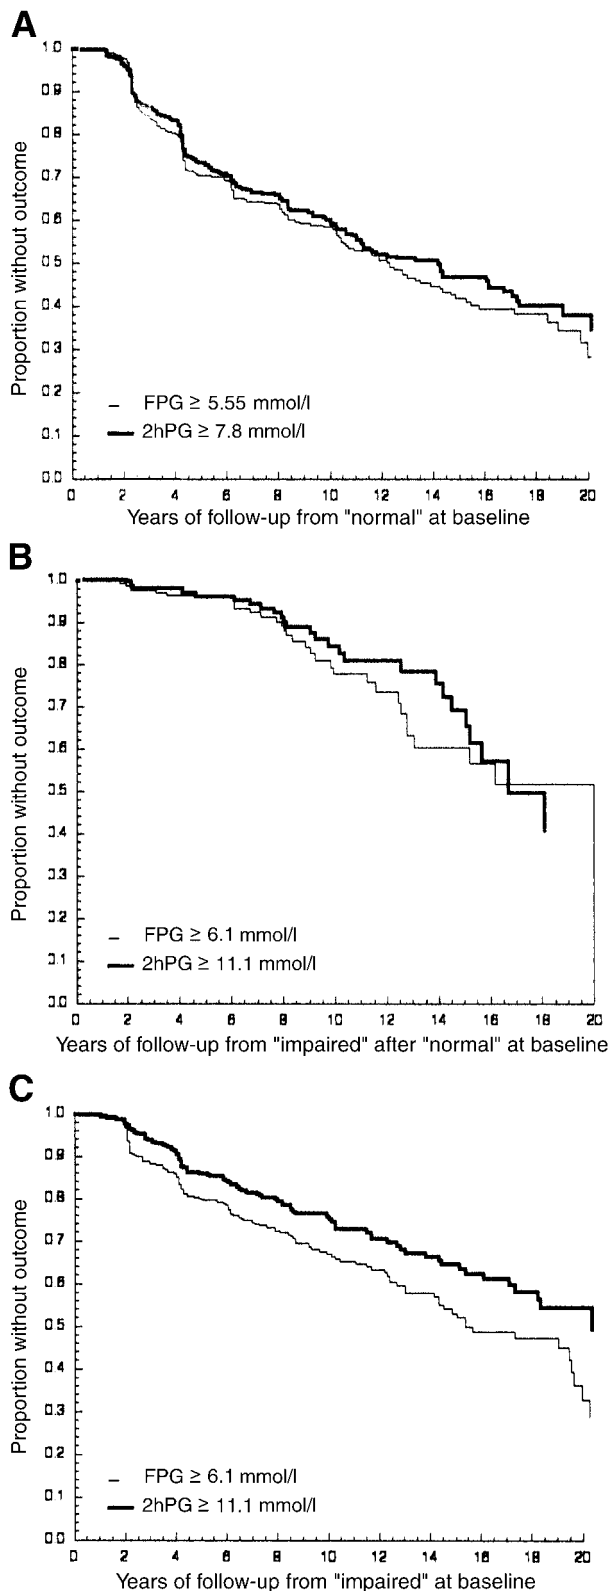 A
1.0
0.9
0.8
0.7
0.6
0.5
0.4
0.3
0.2
0.1
0.0
Proportion without outcome
FPG ≥ 5.55 mmol/l
2hPG ≥ 7.8 mmol/l
0 2 4 6 8 10 12 14 16 18 20
Years of follow-up from "normal" at baseline
B
1.0
0.9
0.8
0.7
0.6
0.5
0.4
0.3
0.2
0.1
0.0
Proportion without outcome
FPG ≥ 6.1 mmol/l
2hPG ≥ 11.1 mmol/l
0 2 4 6 8 10 12 14 16 18 20
Years of follow-up from "impaired" after "normal" at baseline
C
1.0
0.9
0.8
0.7
0.6
0.5
0.4
0.3
0.2
0.1
0.0
Proportion without outcome
FPG ≥ 6.1 mmol/l
2hPG ≥ 11.1 mmol/l
0 2 4 6 8 10 12 14 16 18 20
Years of follow-up from "impaired" at baseline